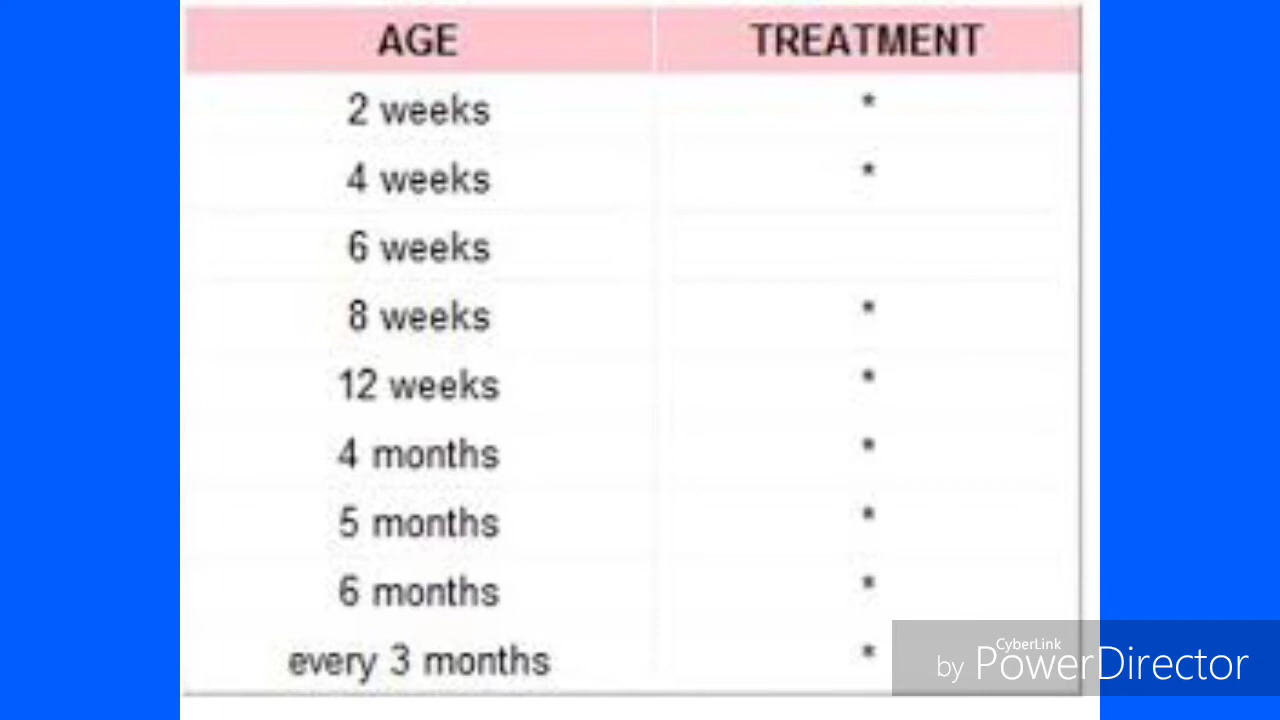 AGE TREATMENT
2 weeks *
4 weeks *
6 weeks
8 weeks *
12 weeks *
4 months *
5 months *
6 months *
every 3 months *
CyberLink
by PowerDirector